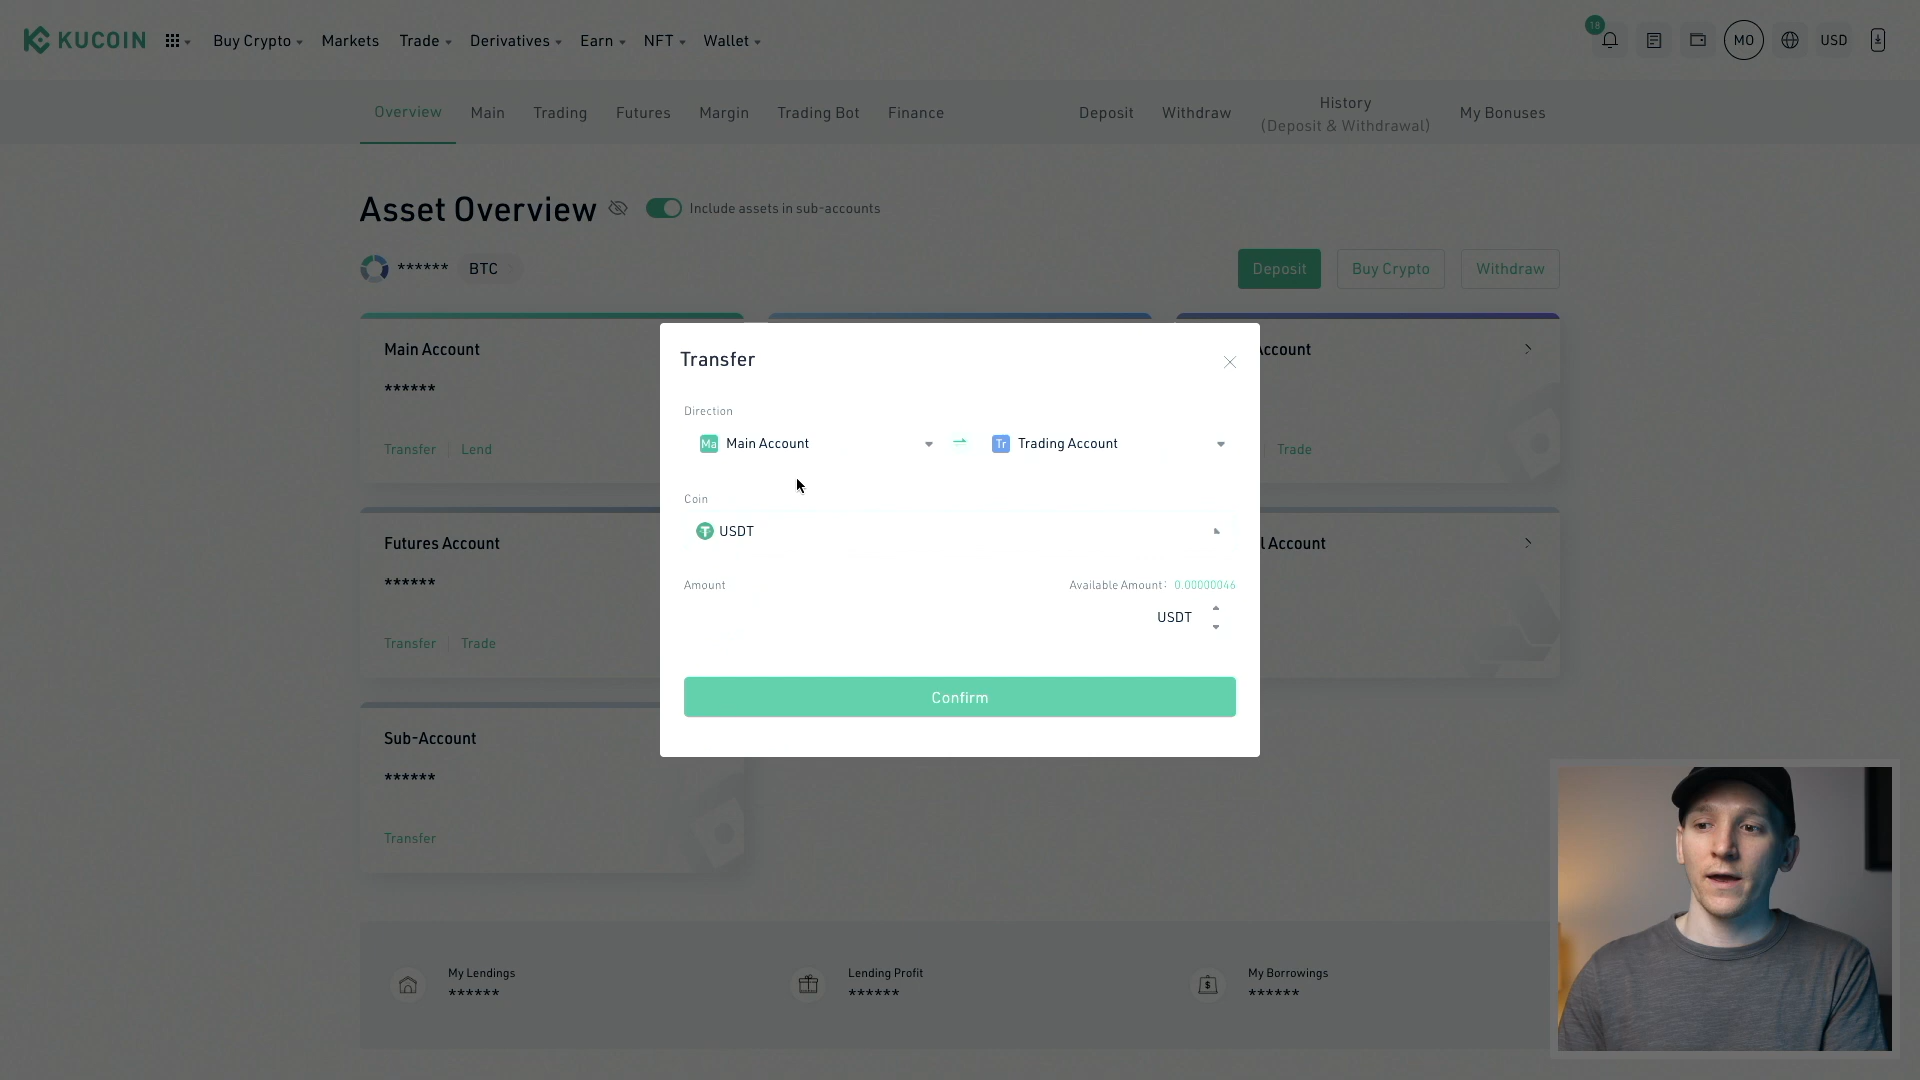 KUCOIN
Buy Crypto
Markets
Trade
Derivatives
Earn
NFT
Wallet
18
MO
USD
Overview
Main
Trading
Futures
Margin
Trading Bot
Finance
Deposit
Withdraw
History
(Deposit & Withdrawal)
My Bonuses
Asset Overview
Include assets in sub-accounts
****** BTC
Deposit
Buy Crypto
Withdraw
Main Account
******
Transfer
Lend
Account
Trade
Transfer
Direction
Ma Main Account
Tr Trading Account
Coin
USDT
Amount
Available Amount: 0.00000046
USDT
Confirm
Futures Account
******
Transfer
Trade
l Account
Sub-Account
******
Transfer
My Lendings
******
Lending Profit
******
My Borrowings
******